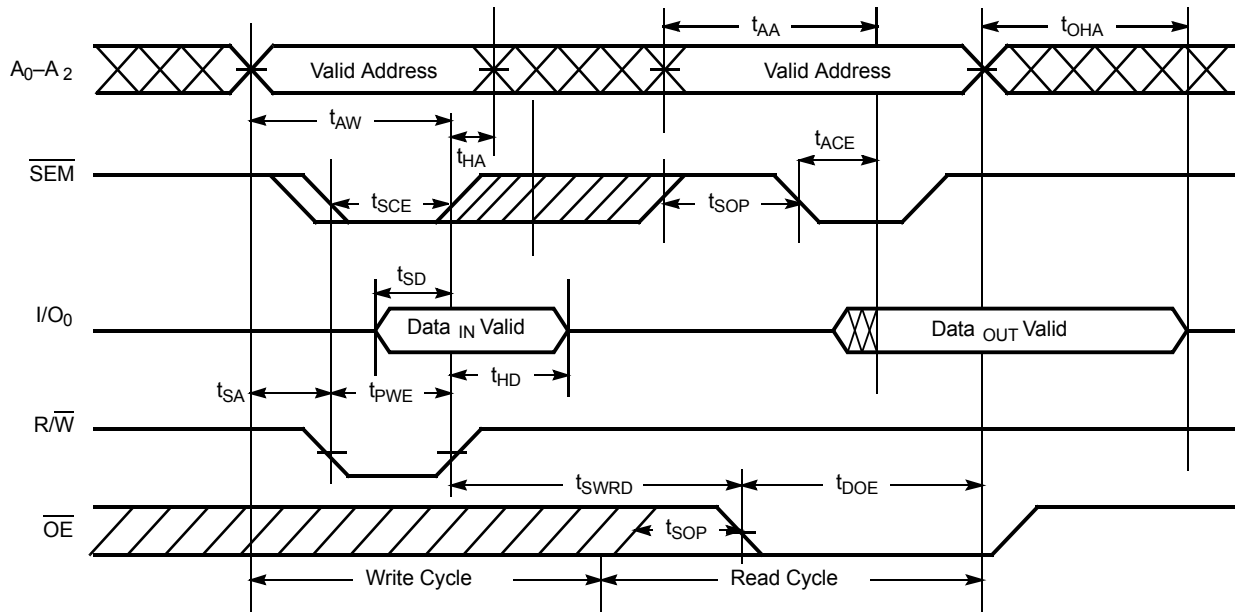 tAA
tOHA
A0–A 2
Valid Address
Valid Address
tAW
tHA
tACE
SEM
tSCE
tSOP
tSD
I/O0
Data IN Valid
Data OUT Valid
tSA
tPWE
tHD
R/W
tSWRD
tDOE
OE
tSOP
Write Cycle
Read Cycle